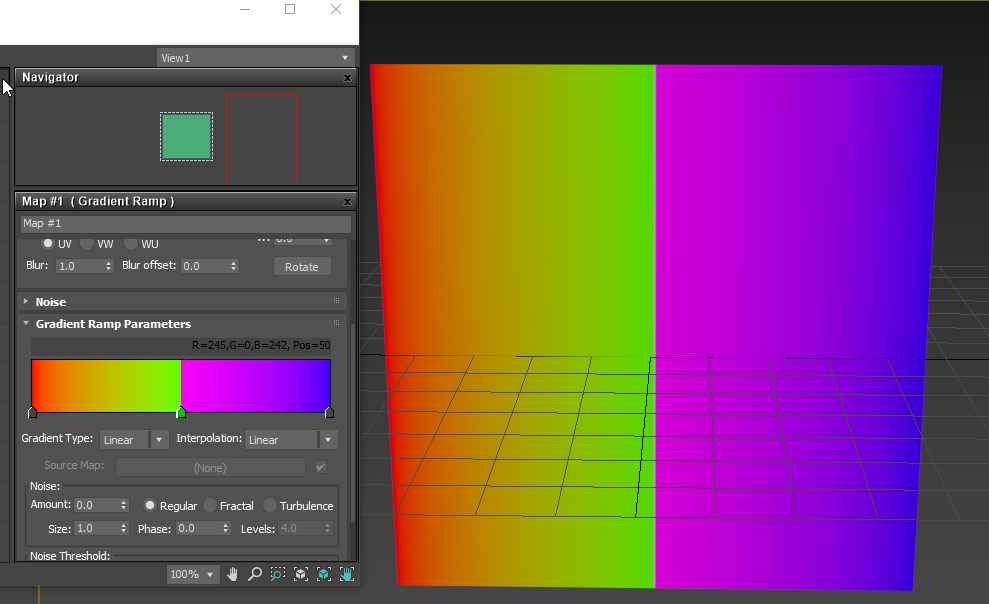 View1
Navigator
Map #1 ( Gradient Ramp )
Map #1
UV VW WU
Blur: 1.0 Blur offset: 0.0 Rotate
Noise
Gradient Ramp Parameters
R=245,G=0,B=242, Pos=50
Gradient Type: Linear Interpolation: Linear
Source Map: (None)
Noise:
Amount: 0.0 Regular Fractal Turbulence
Size: 1.0 Phase: 0.0 Levels: 4.0
Noise Threshold:
100%